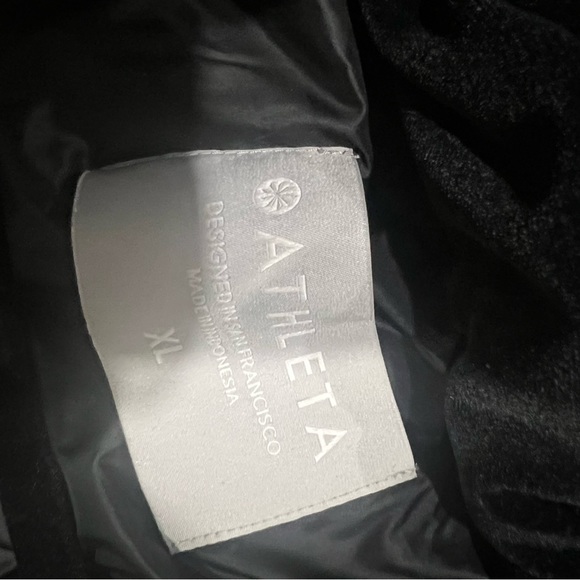 ATHLETA
DESIGNED IN SAN FRANCISCO
MADE IN INDONESIA
XL